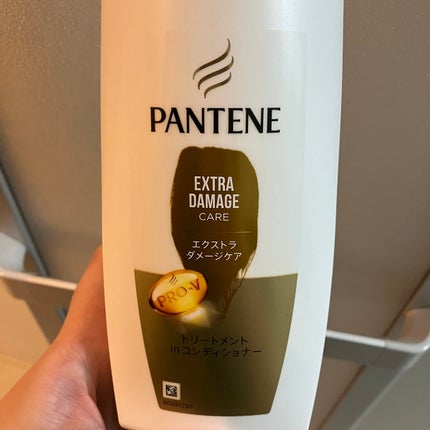 PANTENE
EXTRA
DAMAGE
CARE
エクストラ
ダメージケア
PRO-V
トリートメント
inコンディショナー